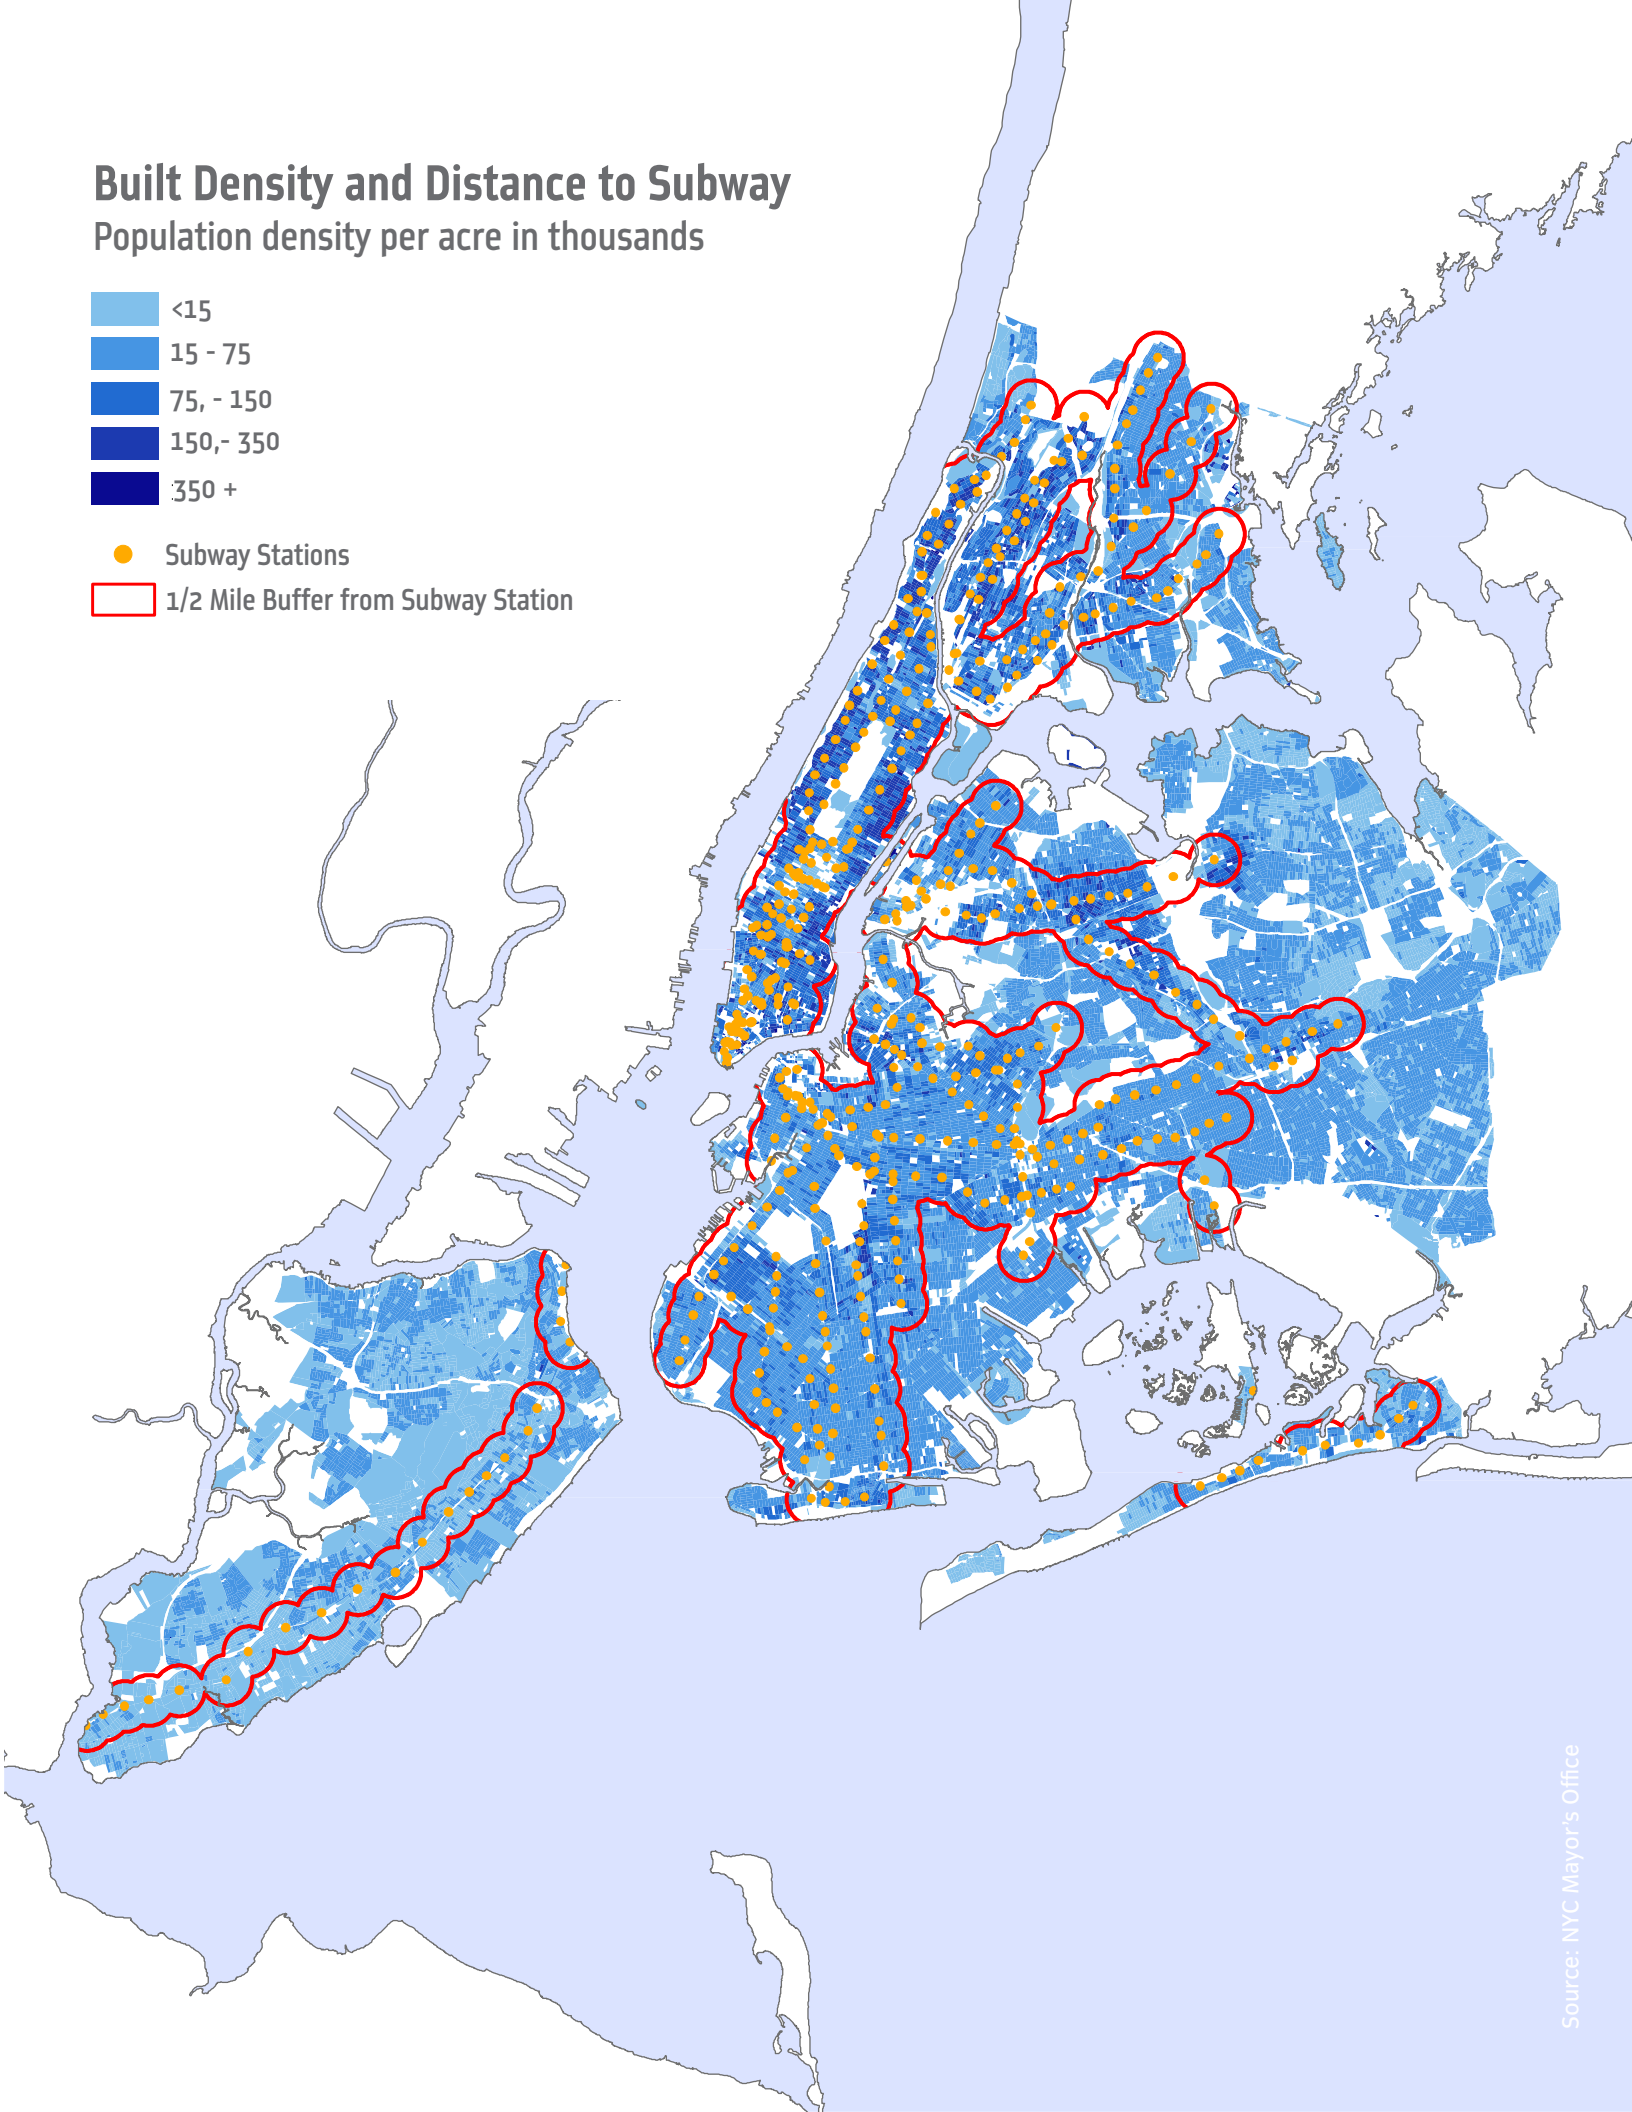 Built Density and Distance to Subway
Population density per acre in thousands
<15
15 - 75
75, - 150
150,- 350
350 +
Subway Stations
1/2 Mile Buffer from Subway Station
Source: NYC Mayor's Office